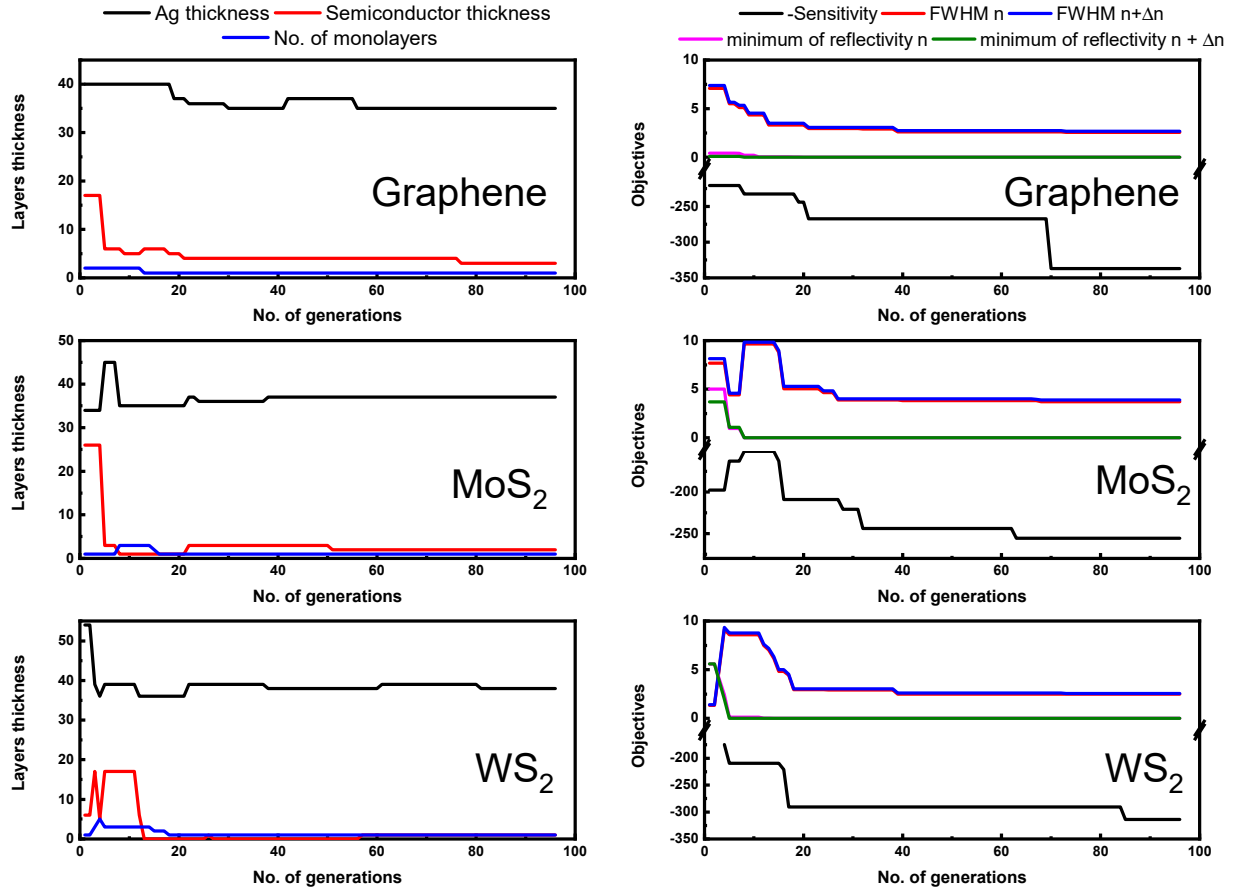 Ag thickness Semiconductor thickness
No. of monolayers
-Sensitivity FWHM n FWHM n+Δn
minimum of reflectivity n minimum of reflectivity n + Δn
Layers thickness
40
30
20
10
0
Graphene
0 20 40 60 80 100
No. of generations
Objectives
10
5
0
-250
-300
-350
Graphene
0 20 40 60 80 100
No. of generations
Layers thickness
50
40
30
20
10
0
MoS₂
0 20 40 60 80 100
No. of generations
Objectives
10
5
0
-200
-250
MoS₂
0 20 40 60 80 100
No. of generations
Layers thickness
50
40
30
20
10
0
WS₂
0 20 40 60 80 100
No. of generations
Objectives
10
5
0
-200
-250
-300
-350
WS₂
0 20 40 60 80 100
No. of generations